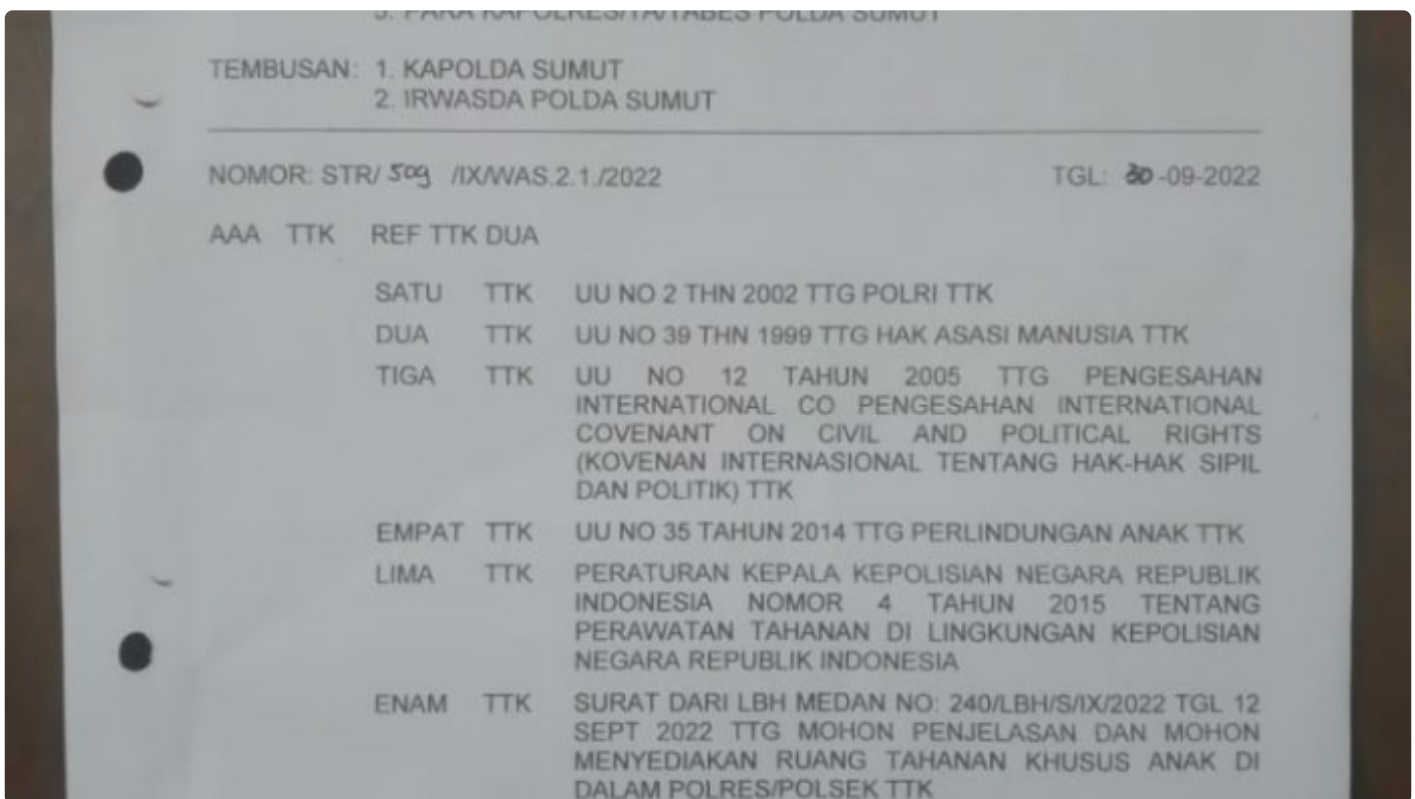 5. PARA KAPOLRES/TA/TABES POLDA SUMUT
TEMBUSAN: 1. KAPOLDA SUMUT
2. IRWASDA POLDA SUMUT
NOMOR: STR/ 509 /IX/WAS.2.1./2022 TGL: 30-09-2022
AAA TTK REF TTK DUA
SATU TTK UU NO 2 THN 2002 TTG POLRI TTK
DUA TTK UU NO 39 THN 1999 TTG HAK ASASI MANUSIA TTK
TIGA TTK UU NO 12 TAHUN 2005 TTG PENGESAHAN
INTERNATIONAL CO PENGESAHAN INTERNATIONAL
COVENANT ON CIVIL AND POLITICAL RIGHTS
(KOVENAN INTERNASIONAL TENTANG HAK-HAK SIPIL
DAN POLITIK) TTK
EMPAT TTK UU NO 35 TAHUN 2014 TTG PERLINDUNGAN ANAK TTK
LIMA TTK PERATURAN KEPALA KEPOLISIAN NEGARA REPUBLIK
INDONESIA NOMOR 4 TAHUN 2015 TENTANG
PERAWATAN TAHANAN DI LINGKUNGAN KEPOLISIAN
NEGARA REPUBLIK INDONESIA
ENAM TTK SURAT DARI LBH MEDAN NO: 240/LBH/S/IX/2022 TGL 12
SEPT 2022 TTG MOHON PENJELASAN DAN MOHON
MENYEDIAKAN RUANG TAHANAN KHUSUS ANAK DI
DALAM POLRES/POLSEK TTK